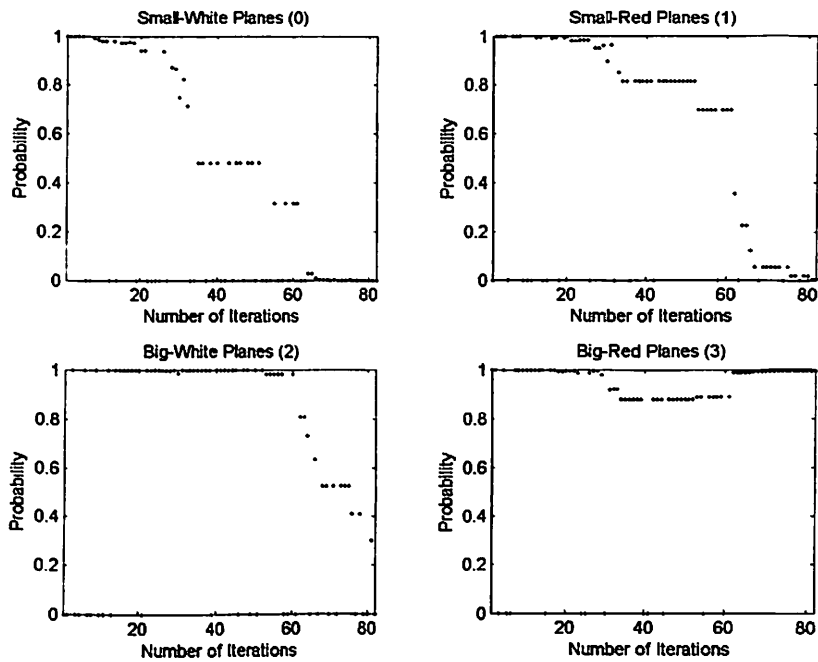 Small-White Planes (0)
1
0.8
0.6
0.4
0.2
0
Probability
20 40 60 80
Number of Iterations
Small-Red Planes (1)
1
0.8
0.6
0.4
0.2
0
Probability
20 40 60 80
Number of Iterations
Big-White Planes (2)
1
0.8
0.6
0.4
0.2
0
Probability
20 40 60 80
Number of Iterations
Big-Red Planes (3)
1
0.8
0.6
0.4
0.2
0
Probability
20 40 60 80
Number of Iterations